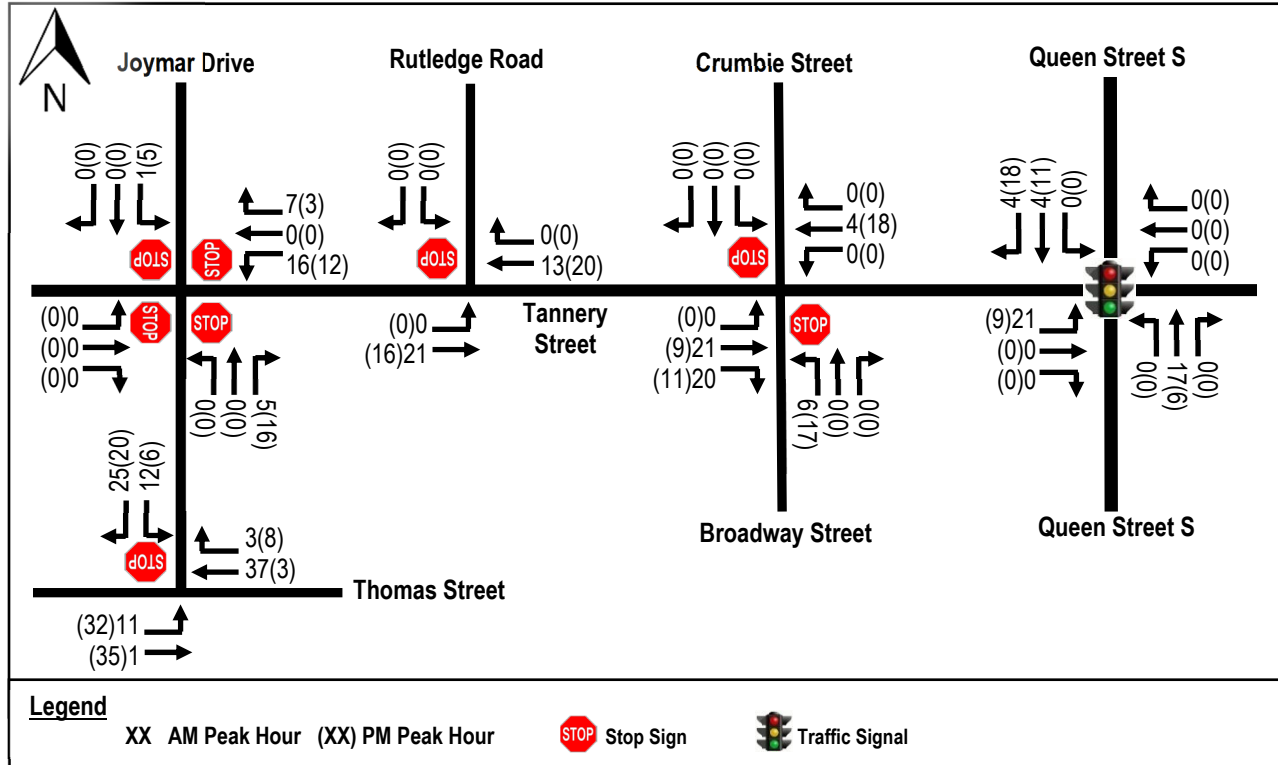 Joymar Drive
Rutledge Road
Crumbie Street
Queen Street S
N
0(0)
0(0)
1(5)
7(3)
0(0)
16(12)
STOP
STOP
(0)0
(0)0
(0)0
STOP
STOP
0(0)
0(0)
5(16)
0(0)
0(0)
STOP
0(0)
13(20)
(0)0
(16)21
Tannery
Street
0(0)
0(0)
0(0)
STOP
0(0)
4(18)
0(0)
(0)0
(9)21
(11)20
STOP
6(17)
0(0)
0(0)
Broadway Street
4(18)
4(11)
0(0)
0(0)
0(0)
0(0)
(9)21
(0)0
(0)0
0(0)
17(6)
0(0)
Queen Street S
25(20)
12(6)
STOP
3(8)
37(3)
Thomas Street
(32)11
(35)1
Legend
XX AM Peak Hour (XX) PM Peak Hour
STOP Stop Sign
Traffic Signal